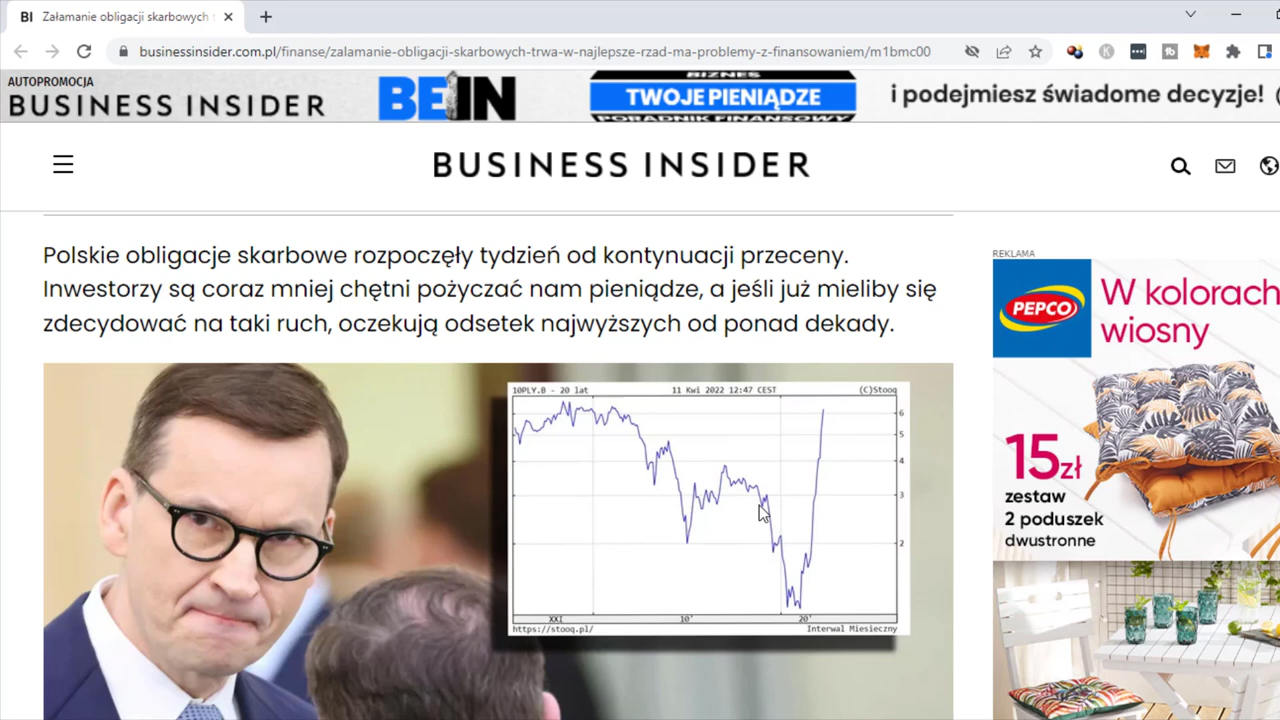 BI Załamanie obligacji skarbowych t
businessinsider.com.pl/finanse/zalamanie-obligacji-skarbowych-trwa-w-najlepsze-rzad-ma-problemy-z-finansowaniem/m1bmc00
AUTOPROMOCJA
BUSINESS INSIDER
BEIN
BIZNES
TWOJE PIENIĄDZE
PORADNIK FINANSOWY
i podejmiesz świadome decyzje! (
BUSINESS INSIDER
Polskie obligacje skarbowe rozpoczęły tydzień od kontynuacji przeceny.
Inwestorzy są coraz mniej chętni pożyczać nam pieniądze, a jeśli już mieliby się
zdecydować na taki ruch, oczekują odsetek najwyższych od ponad dekady.
10PLY.B - 20 lat 11 Kwi 2022 12:47 CEST (C)Stooq
6
5
4
3
2
XXI 10' 20'
https://stooq.pl/ Interwal Miesieczny
REKLAMA
PEPCO
W kolorach
wiosny
15zł
zestaw
2 poduszek
dwustronne